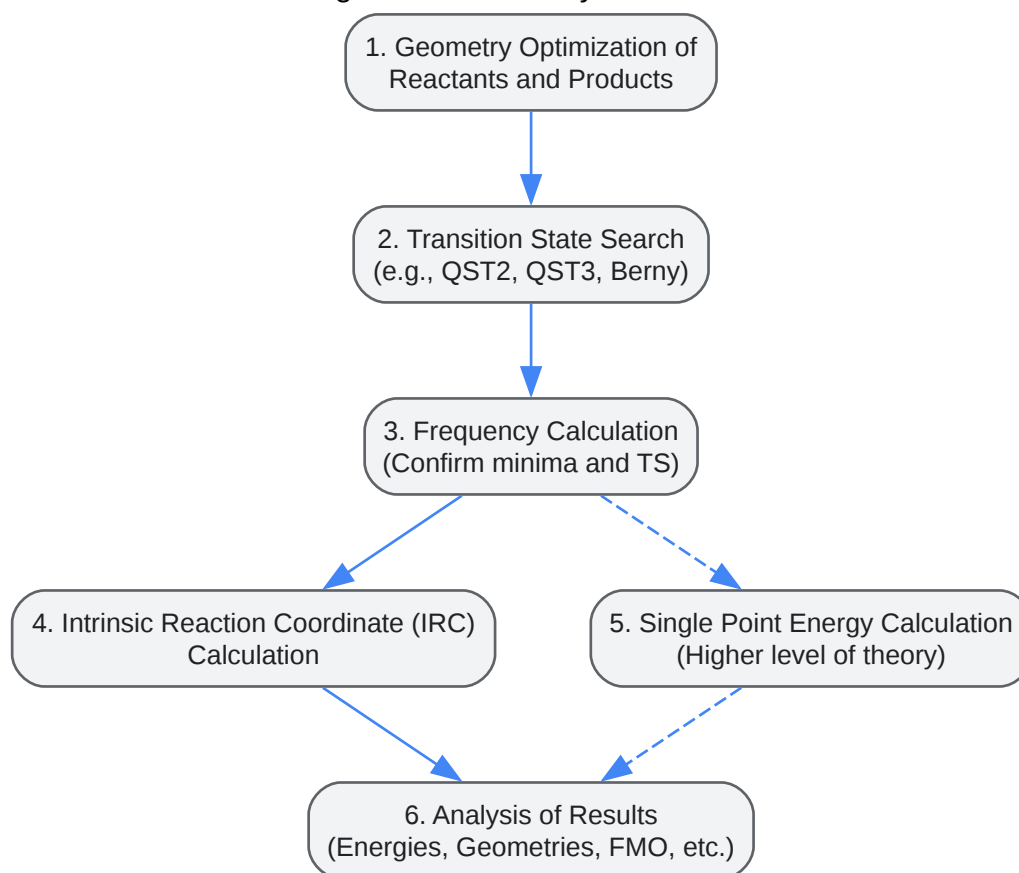 1. Geometry Optimization of
Reactants and Products
2. Transition State Search
(e.g., QST2, QST3, Berny)
3. Frequency Calculation
(Confirm minima and TS)
4. Intrinsic Reaction Coordinate (IRC)
Calculation
5. Single Point Energy Calculation
(Higher level of theory)
6. Analysis of Results
(Energies, Geometries, FMO, etc.)